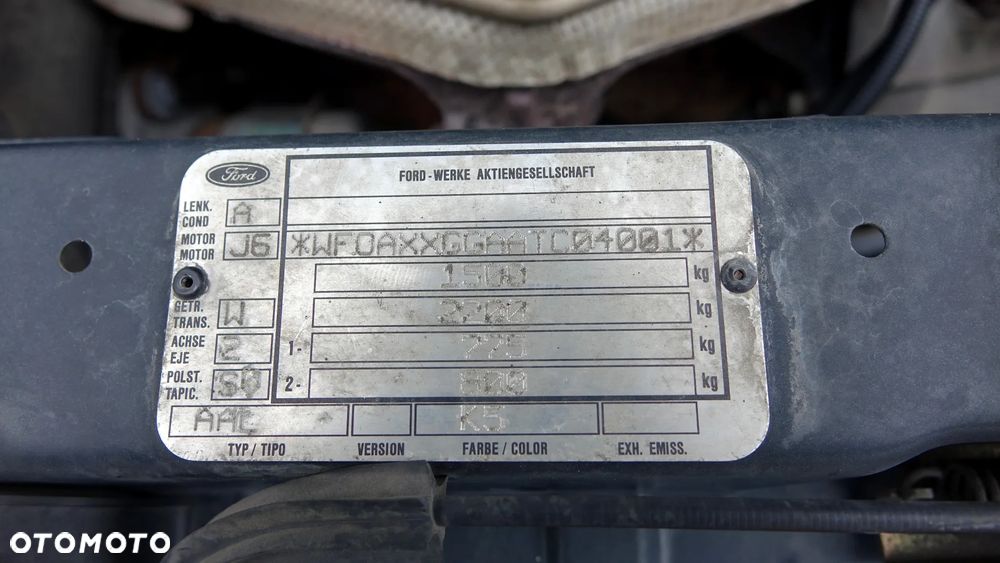 Ford
FORD-WERKE AKTIENGESELLSCHAFT
LENK.
COND
A
MOTOR
MOTOR
J6
*WF0AXXGGAATC04001*
1500 kg
GETR.
TRANS.
W
2200 kg
ACHSE
EJE
2
1- 775 kg
POLST.
TAPIC.
2- 800 kg
AAC K5
TYP / TIPO VERSION FARBE / COLOR EXH. EMISS.
OTOMOTO